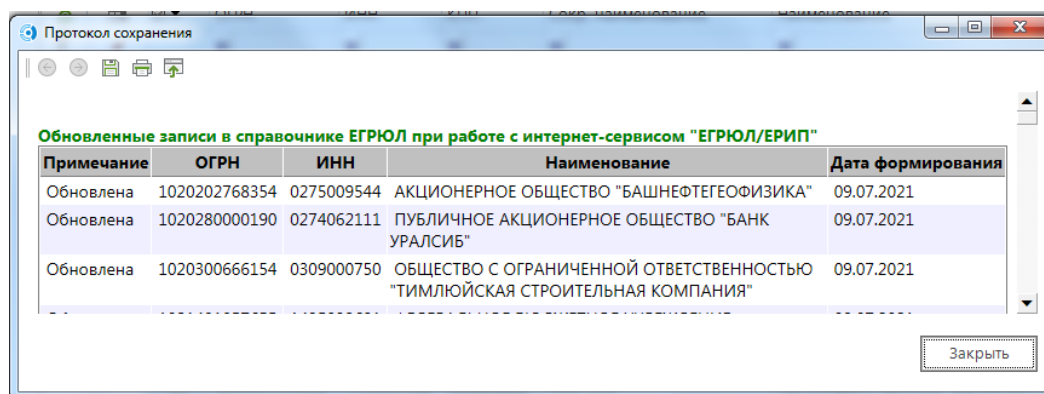 Протокол сохранения
Обновленные записи в справочнике ЕГРЮЛ при работе с интернет-сервисом "ЕГРЮЛ/ЕРИП"
Примечание ОГРН ИНН Наименование Дата формирования
Обновлена 1020202768354 0275009544 АКЦИОНЕРНОЕ ОБЩЕСТВО "БАШНЕФТЕГЕОФИЗИКА" 09.07.2021
Обновлена 1020280000190 0274062111 ПУБЛИЧНОЕ АКЦИОНЕРНОЕ ОБЩЕСТВО "БАНК 09.07.2021
УРАЛСИБ"
Обновлена 1020300666154 0309000750 ОБЩЕСТВО С ОГРАНИЧЕННОЙ ОТВЕТСТВЕННОСТЬЮ 09.07.2021
"ТИМЛЮЙСКАЯ СТРОИТЕЛЬНАЯ КОМПАНИЯ"
Закрыть